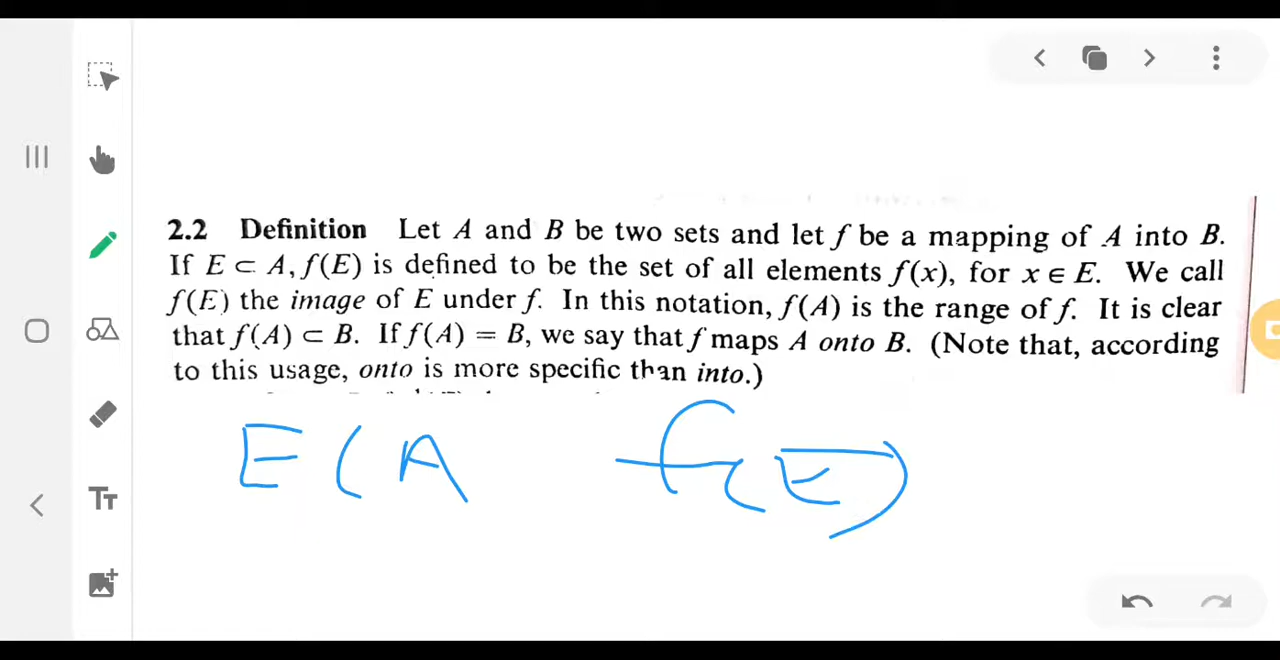 2.2 Definition Let A and B be two sets and let f be a mapping of A into B.
If E ⊂ A, f(E) is defined to be the set of all elements f(x), for x ∈ E. We call
f(E) the image of E under f. In this notation, f(A) is the range of f. It is clear
that f(A) ⊂ B. If f(A) = B, we say that f maps A onto B. (Note that, according
to this usage, onto is more specific than into.)
E ⊂ A f(E)
TT